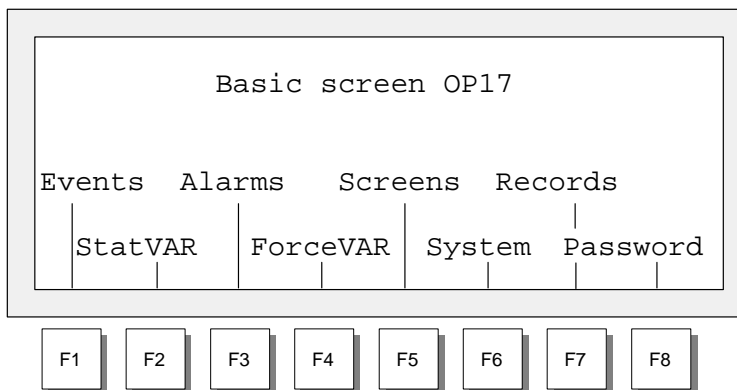 Basic screen OP17
Events Alarms Screens Records
StatVAR ForceVAR System Password
F1 F2 F3 F4 F5 F6 F7 F8